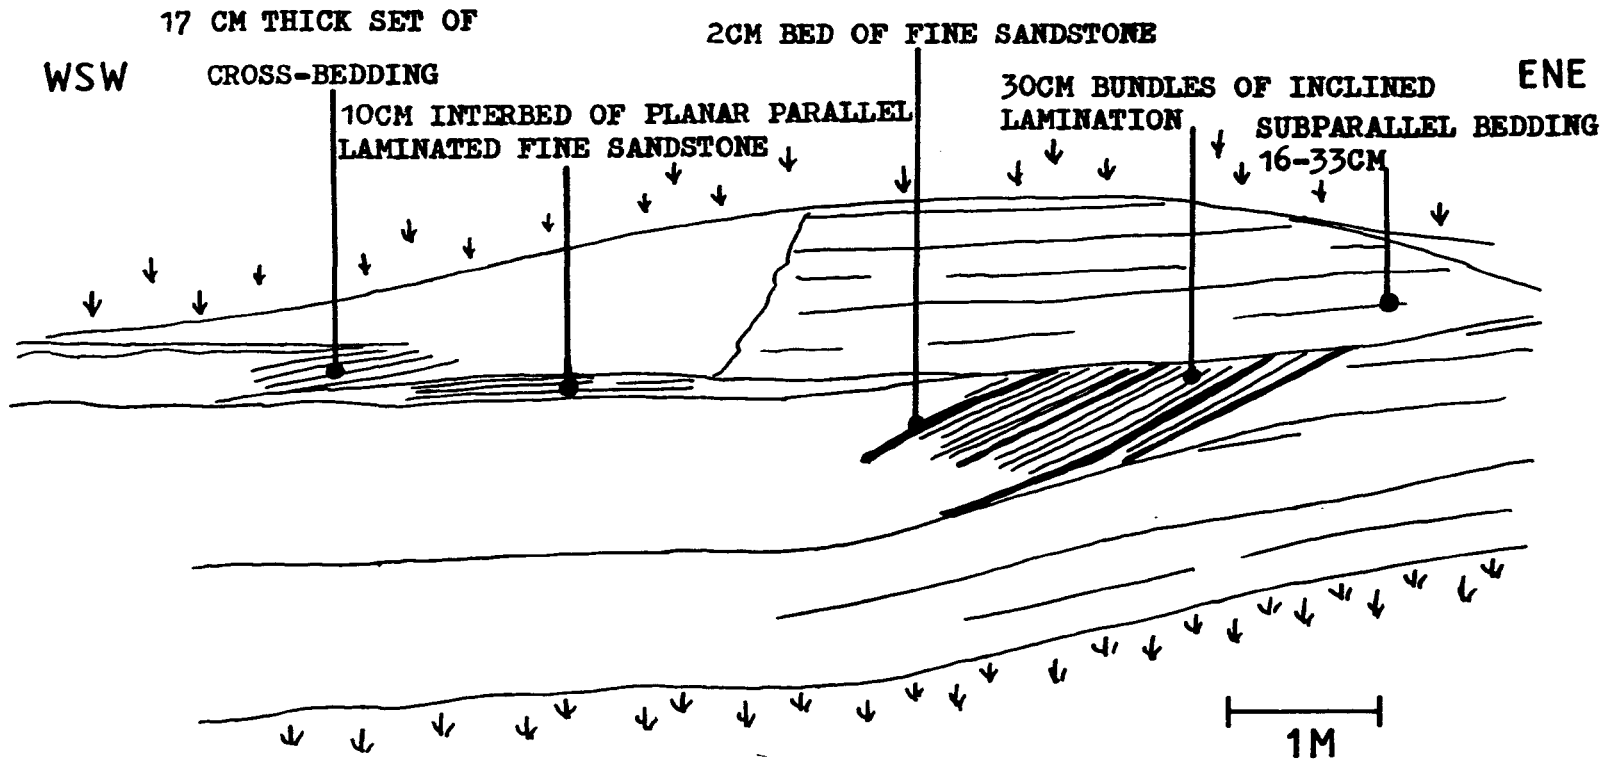 17 CM THICK SET OF
CROSS-BEDDING
WSW
10CM INTERBED OF PLANAR PARALLEL
LAMINATED FINE SANDSTONE
2CM BED OF FINE SANDSTONE
30CM BUNDLES OF INCLINED
LAMINATION
ENE
SUBPARALLEL BEDDING
16-33CM
1M